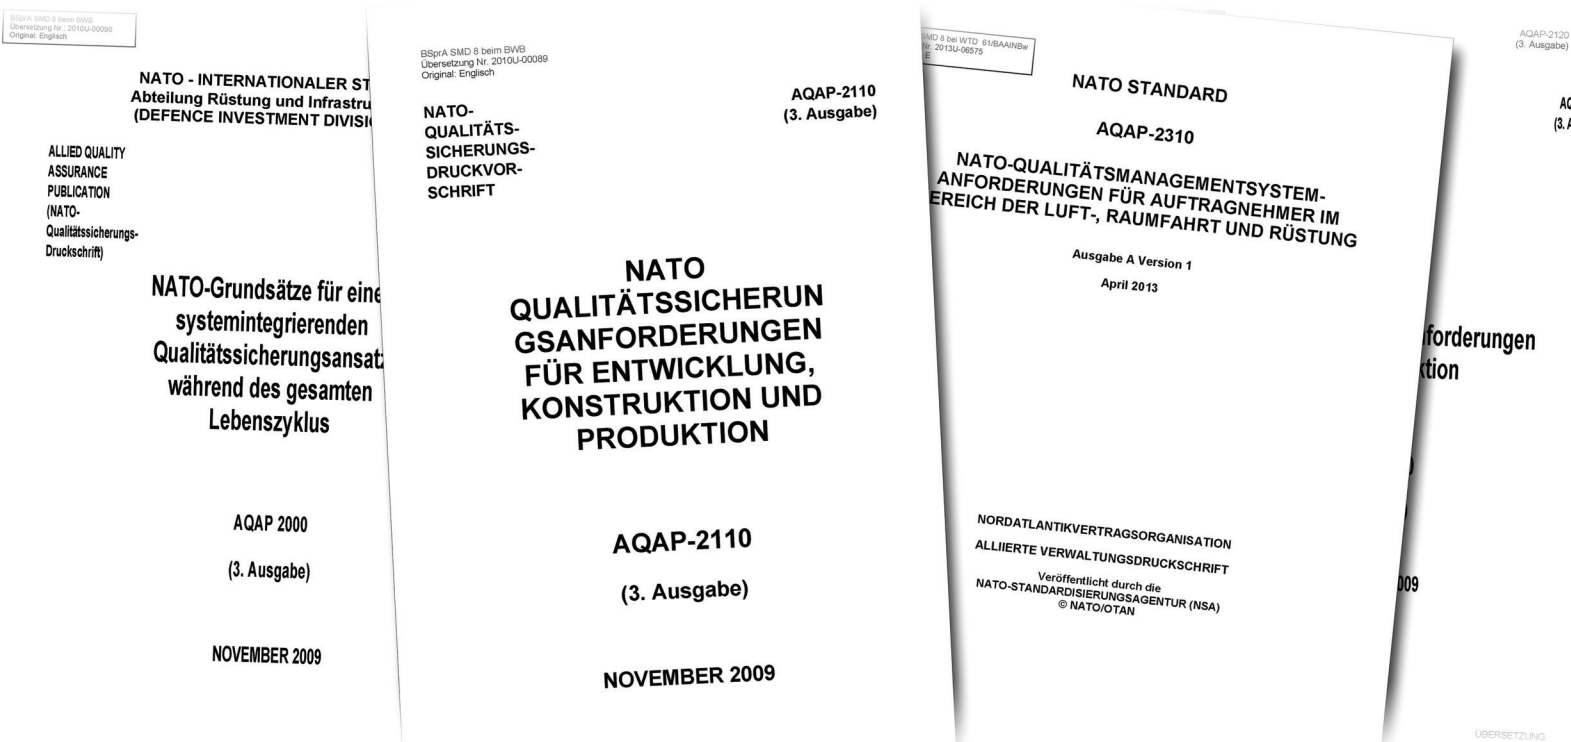 BSprA SMD 8 beim BWB
Übersetzung Nr.: 2010U-00090
Original: Englisch
NATO - INTERNATIONALER ST
Abteilung Rüstung und Infrastru
(DEFENCE INVESTMENT DIVISI
ALLIED QUALITY
ASSURANCE
PUBLICATION
(NATO-
Qualitätssicherungs-
Druckschrift)
NATO-Grundsätze für eine
systemintegrierenden
Qualitätssicherungsansatz
während des gesamten
Lebenszyklus
AQAP 2000
(3. Ausgabe)
NOVEMBER 2009
BSprA SMD 8 beim BWB
Übersetzung Nr. 2010U-00089
Original: Englisch
NATO-
QUALITÄTS-
SICHERUNGS-
DRUCKVOR-
SCHRIFT
AQAP-2110
(3. Ausgabe)
NATO
QUALITÄTSSICHERUN
GSANFORDERUNGEN
FÜR ENTWICKLUNG,
KONSTRUKTION UND
PRODUKTION
AQAP-2110
(3. Ausgabe)
NOVEMBER 2009
SMD 8 bei WTD 61/BAAINBw
Nr. 2013U-06575
E
NATO STANDARD
AQAP-2310
NATO-QUALITÄTSMANAGEMENTSYSTEM-
ANFORDERUNGEN FÜR AUFTRAGNEHMER IM
EREICH DER LUFT-, RAUMFAHRT UND RÜSTUNG
Ausgabe A Version 1
April 2013
NORDATLANTIKVERTRAGSORGANISATION
ALLIIERTE VERWALTUNGSDRUCKSCHRIFT
Veröffentlicht durch die
NATO-STANDARDISIERUNGSAGENTUR (NSA)
© NATO/OTAN
AQAP-2120
(3. Ausgabe)
AQ
(3. A
forderungen
ktion
009
ÜBERSETZUNG